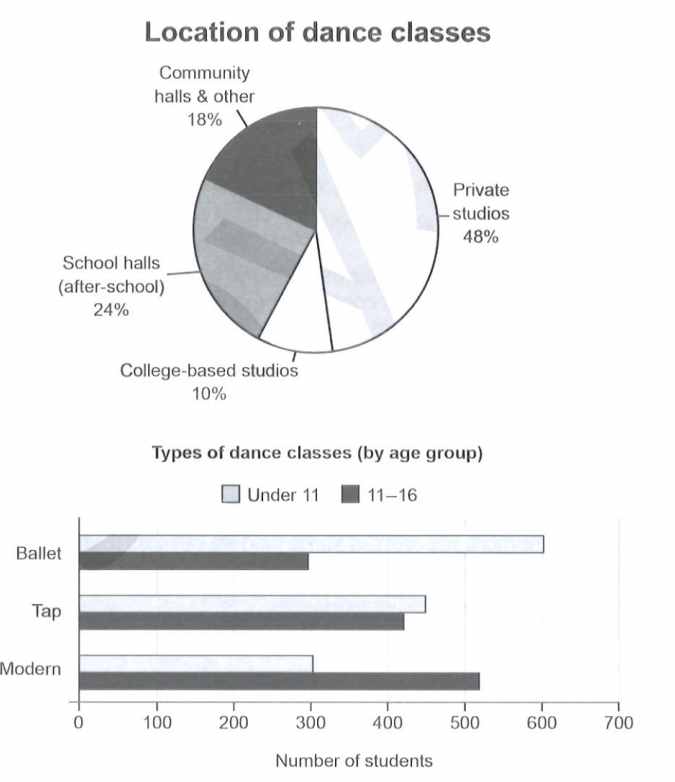 Location of dance classes
Community
halls & other
18%
Private
studios
48%
School halls
(after-school)
24%
College-based studios
10%
Types of dance classes (by age group)
Under 11 11–16
Ballet
Tap
Modern
0 100 200 300 400 500 600 700
Number of students